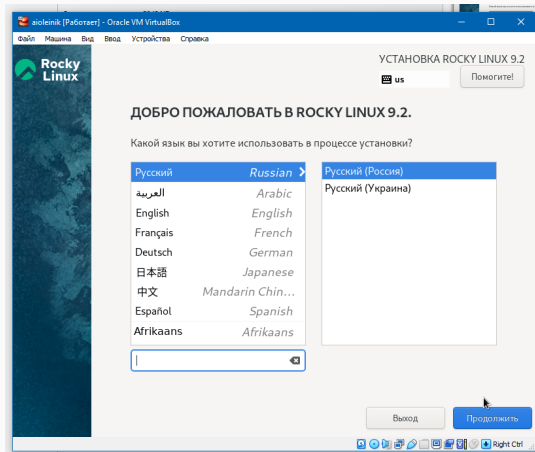 aioleinik [Работает] - Oracle VM VirtualBox
Файл Машина Вид Ввод Устройства Справка
Rocky Linux
УСТАНОВКА ROCKY LINUX 9.2
us
Помогите!
ДОБРО ПОЖАЛОВАТЬ В ROCKY LINUX 9.2.
Какой язык вы хотите использовать в процессе установки?
Русский Russian
العربية Arabic
English English
Français French
Deutsch German
日本語 Japanese
中文 Mandarin Chin...
Español Spanish
Afrikaans Afrikaans
Русский (Россия)
Русский (Украина)
Выход
Продолжить
Right Ctrl